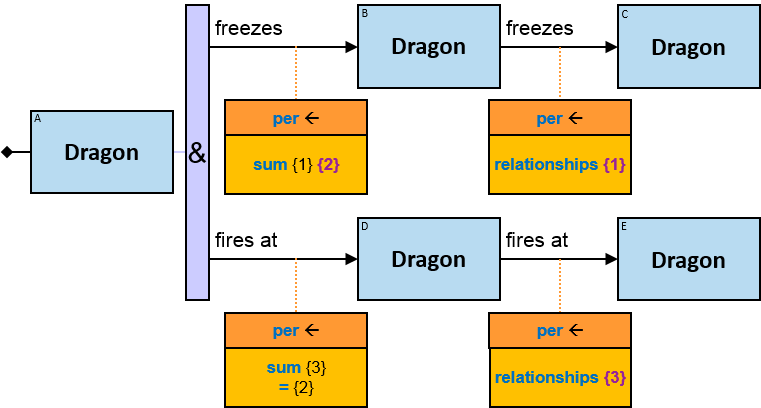 freezes
freezes
A
Dragon
&
B
Dragon
C
Dragon
per ←
sum {1} {2}
per ←
relationships {1}
fires at
fires at
D
Dragon
E
Dragon
per ←
sum {3}
= {2}
per ←
relationships {3}